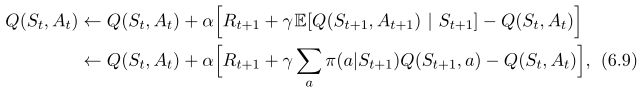 Q(S_t, A_t) ← Q(S_t, A_t) + α[R_{t+1} + γ 𝔼[Q(S_{t+1}, A_{t+1}) | S_{t+1}] − Q(S_t, A_t)]
← Q(S_t, A_t) + α[R_{t+1} + γ ∑_a π(a|S_{t+1})Q(S_{t+1}, a) − Q(S_t, A_t)], (6.9)